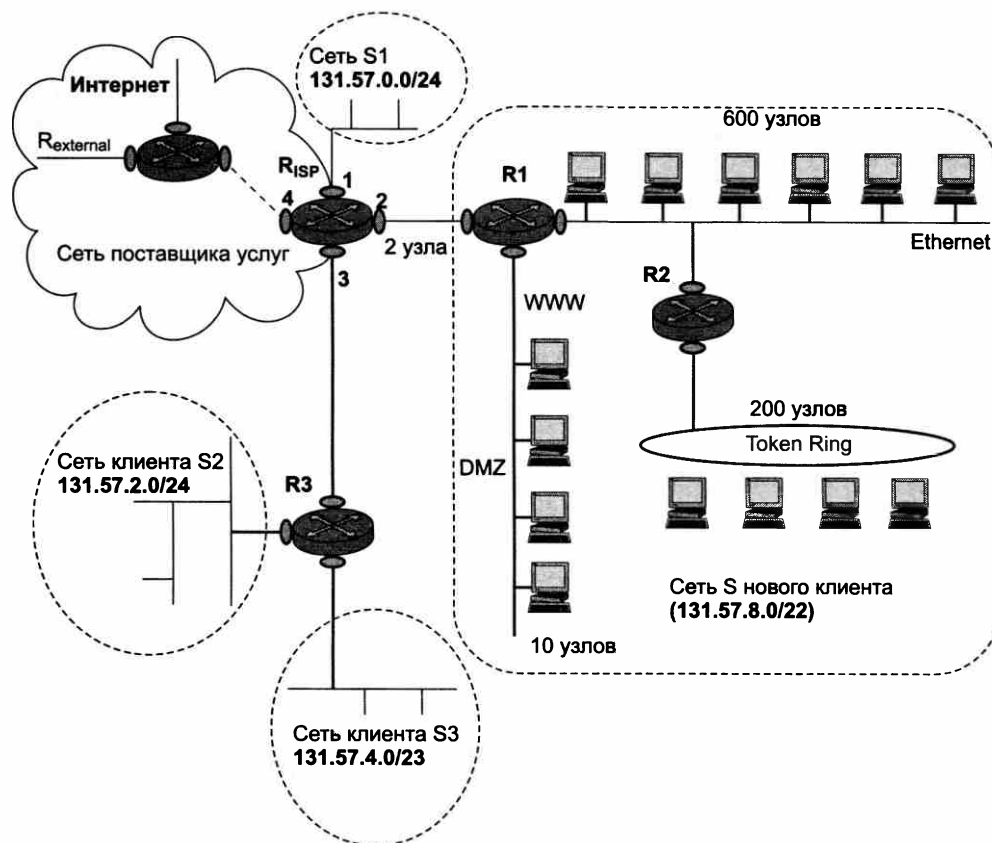 Сеть S1
131.57.0.0/24
Интернет
Rexternal
RISP
1
4
2
3
Сеть поставщика услуг
2 узла
R1
600 узлов
Ethernet
R2
WWW
DMZ
200 узлов
Token Ring
Сеть клиента S2
131.57.2.0/24
R3
Сеть S нового клиента
(131.57.8.0/22)
10 узлов
Сеть клиента S3
131.57.4.0/23